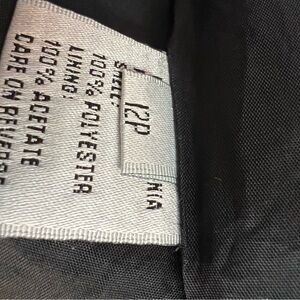 12P
SHELL:
100% POLYESTER
LINING:
100% ACETATE
CARE ON REVERSE